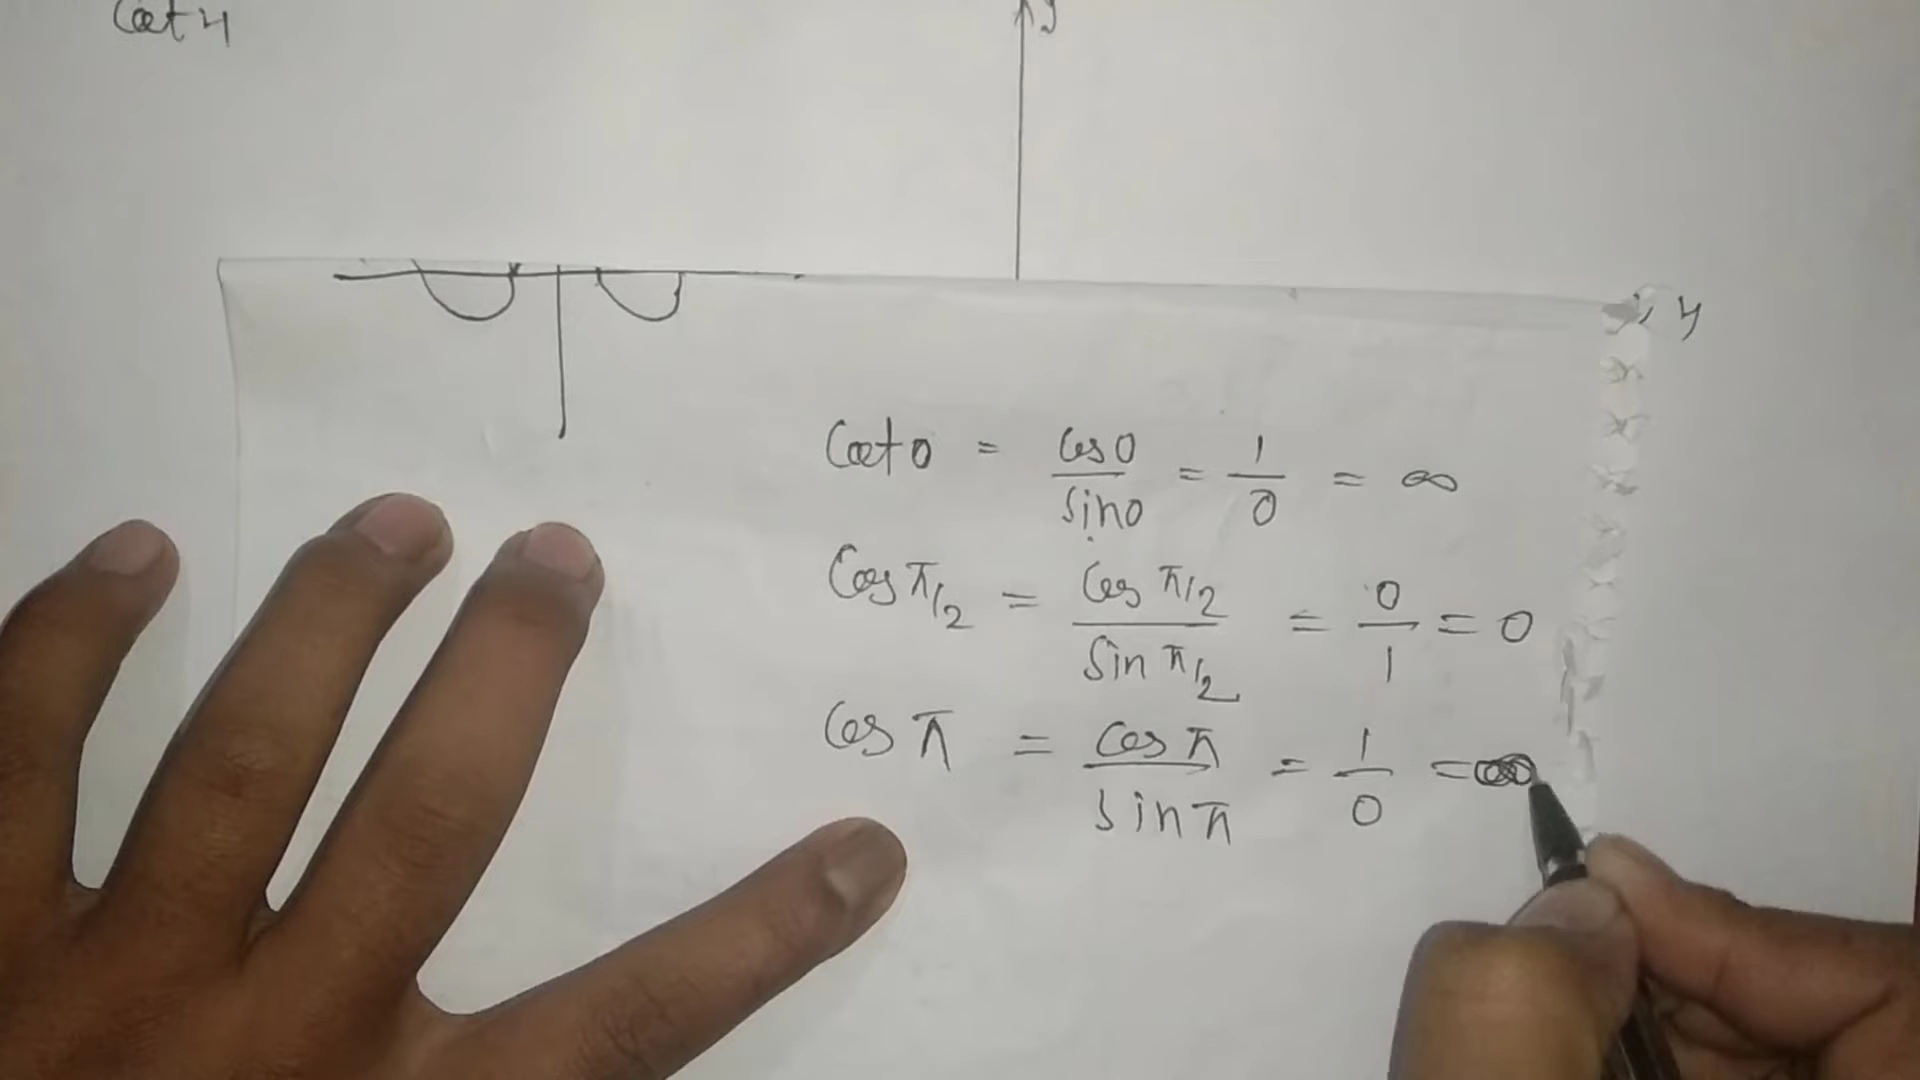 Cot x
y
x
Cot 0 = cos 0 / sin 0 = 1/0 = ∞
Cos π/2 = cos π/2 / sin π/2 = 0/1 = 0
cos π = cos π / sin π = 1/0 = ∞